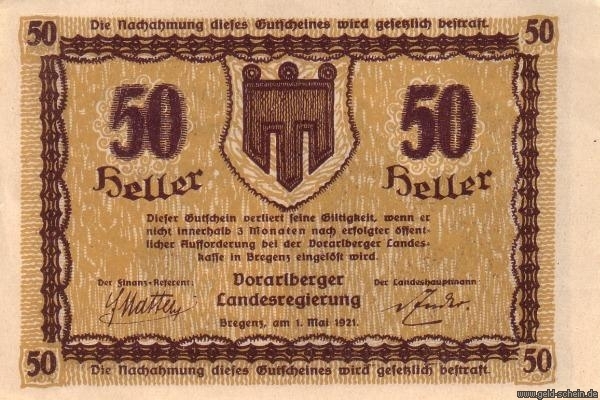 50 Die Nachahmung dieses Gutscheines wird gesetzlich bestraft. 50
50 50
Heller Heller
Dieser Gutschein verliert seine Giltigkeit, wenn er
nicht innerhalb 3 Monaten nach erfolgter öffent-
licher Aufforderung bei der Vorarlberger Landes-
kasse in Bregenz eingelöst wird.
Der Finanz-Referent: Vorarlberger Der Landeshauptmann:
Landesregierung
Bregenz, am 1. Mai 1921.
50 Die Nachahmung dieses Gutscheines wird gesetzlich bestraft. 50
www.geld-schein.de